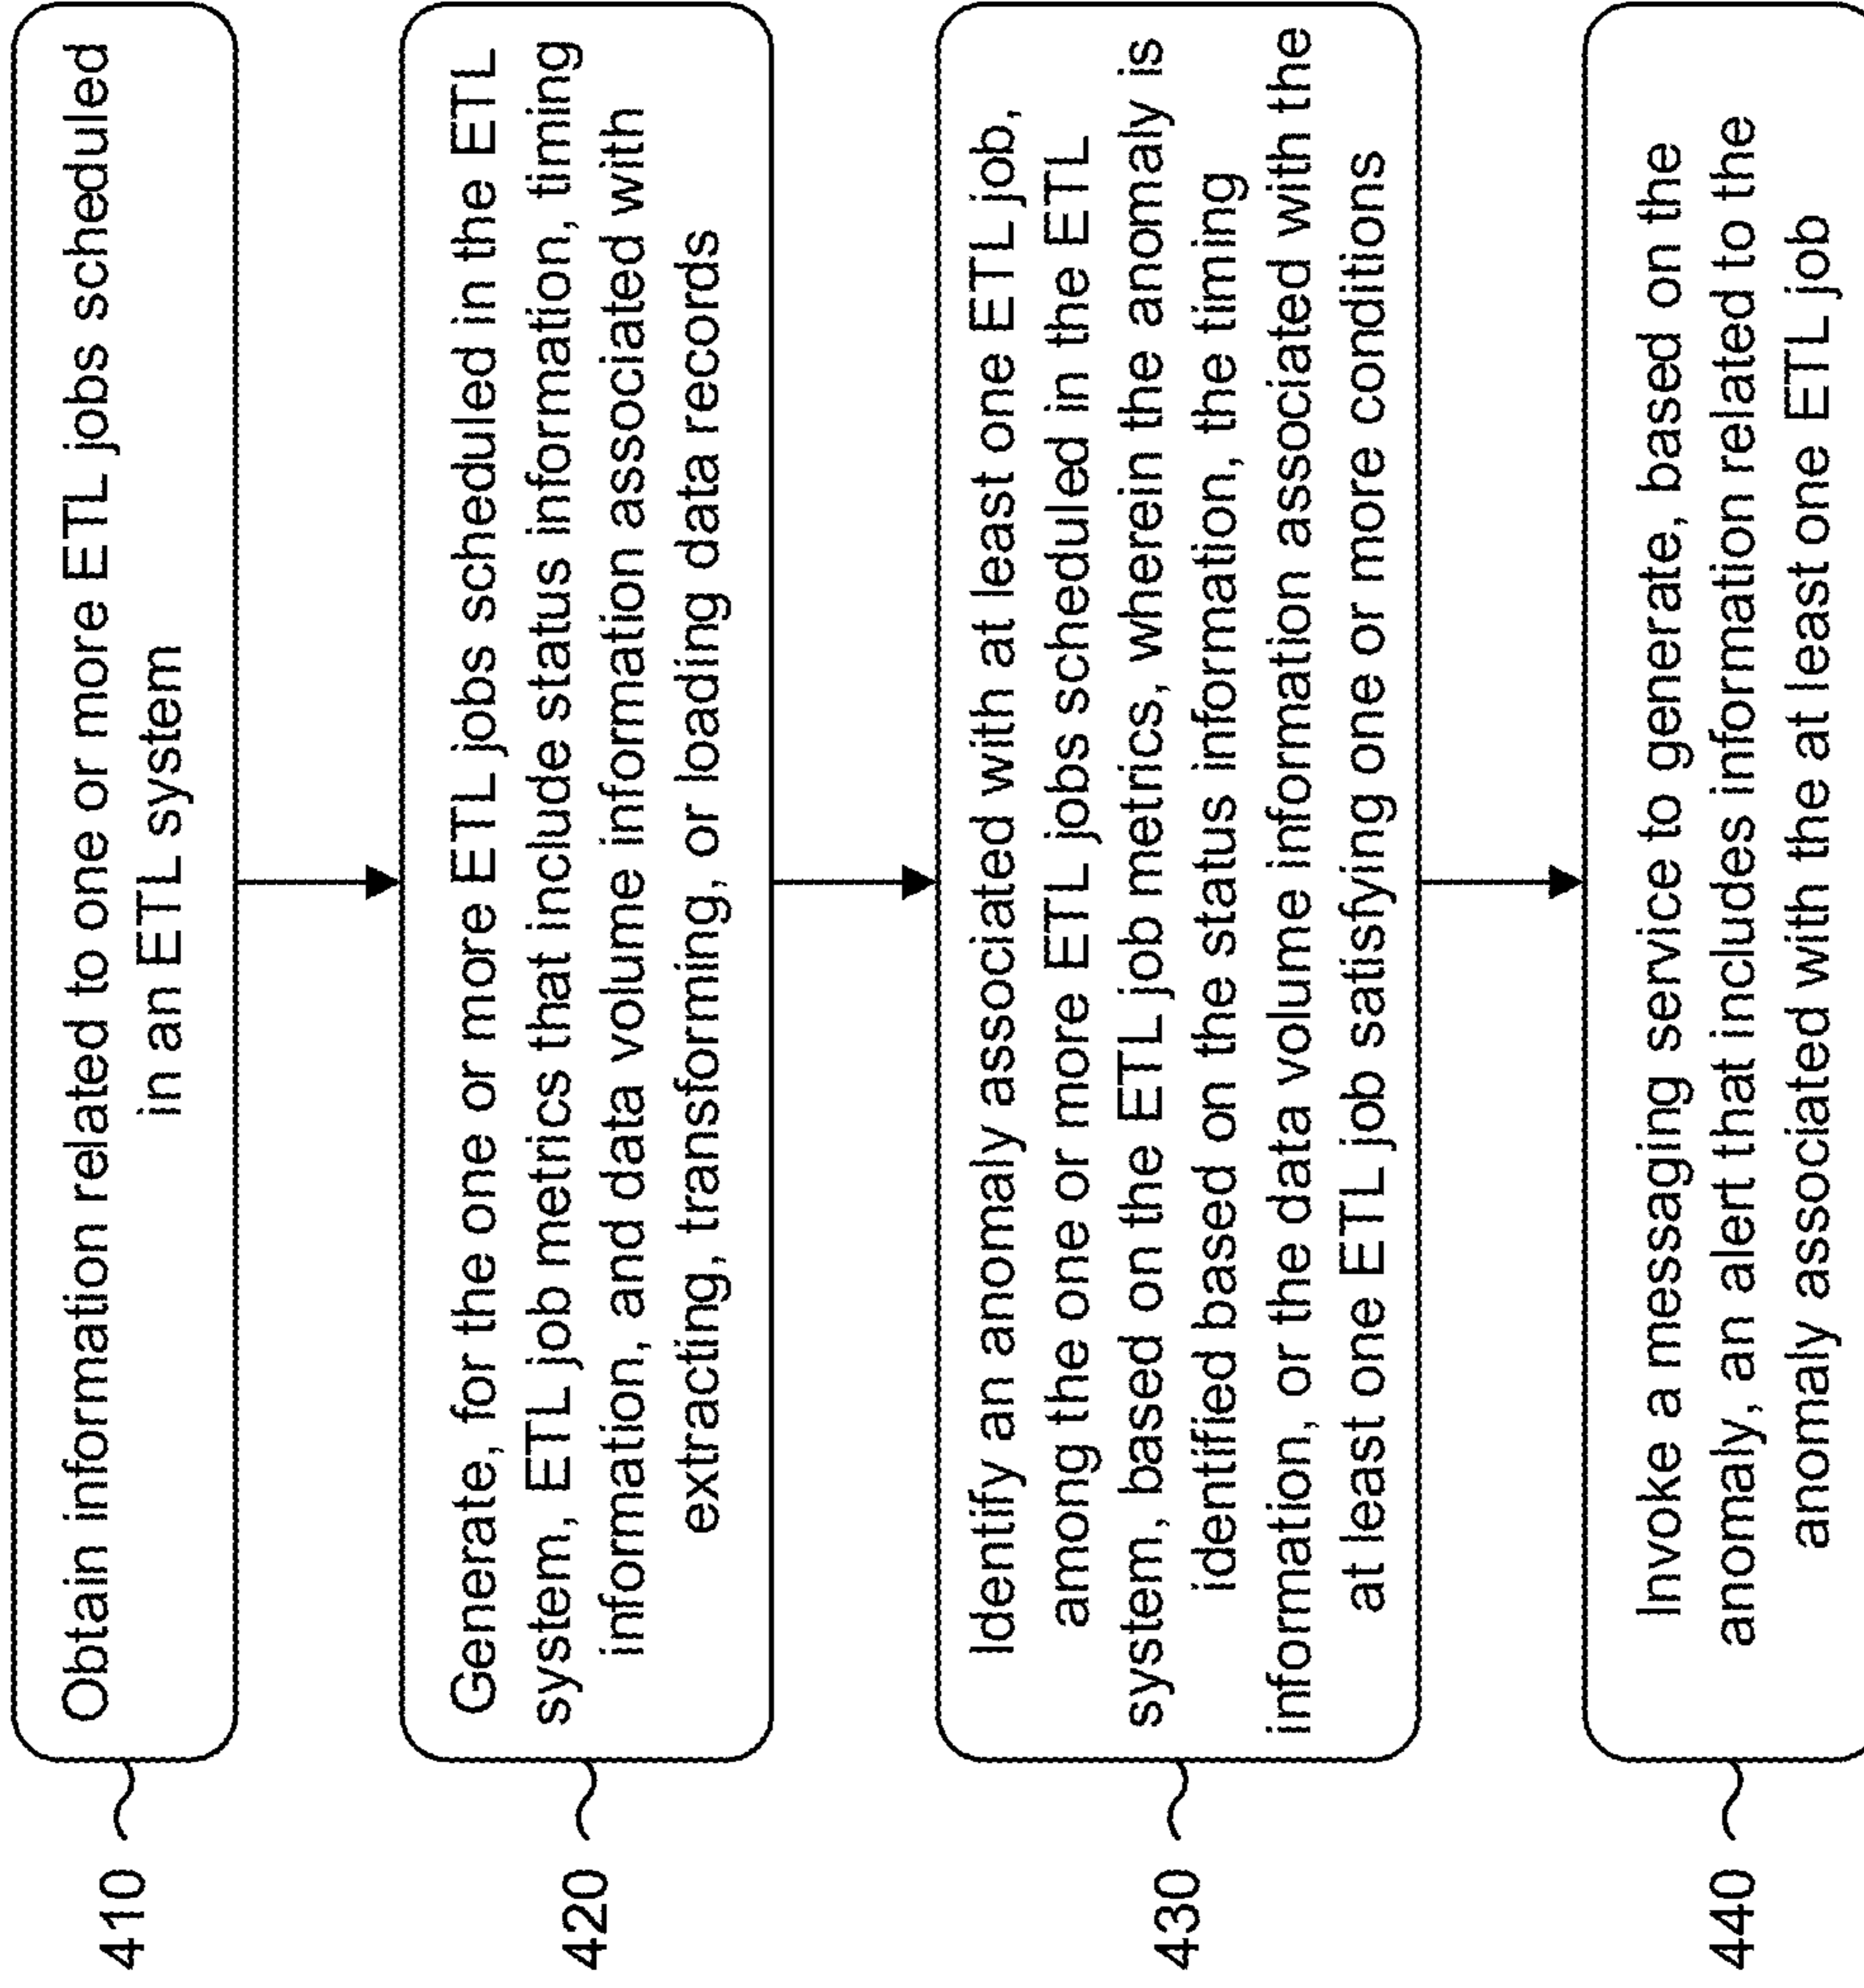 410
Obtain information related to one or more ETL jobs scheduled
in an ETL system
420
Generate, for the one or more ETL jobs scheduled in the ETL
system, ETL job metrics that include status information, timing
information, and data volume information associated with
extracting, transforming, or loading data records
430
Identify an anomaly associated with at least one ETL job,
among the one or more ETL jobs scheduled in the ETL
system, based on the ETL job metrics, wherein the anomaly is
identified based on the status information, the timing
information, or the data volume information associated with the
at least one ETL job satisfying one or more conditions
440
Invoke a messaging service to generate, based on the
anomaly, an alert that includes information related to the
anomaly associated with the at least one ETL job